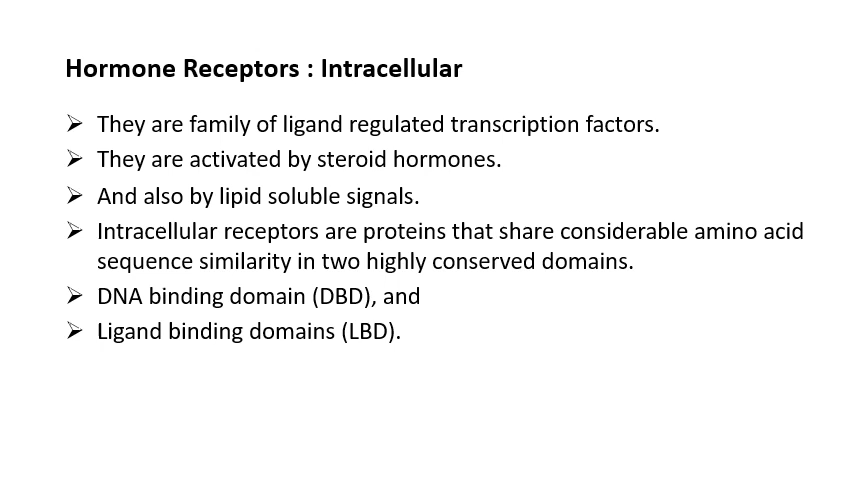 Hormone Receptors : Intracellular
➢ They are family of ligand regulated transcription factors.
➢ They are activated by steroid hormones.
➢ And also by lipid soluble signals.
➢ Intracellular receptors are proteins that share considerable amino acid
sequence similarity in two highly conserved domains.
➢ DNA binding domain (DBD), and
➢ Ligand binding domains (LBD).